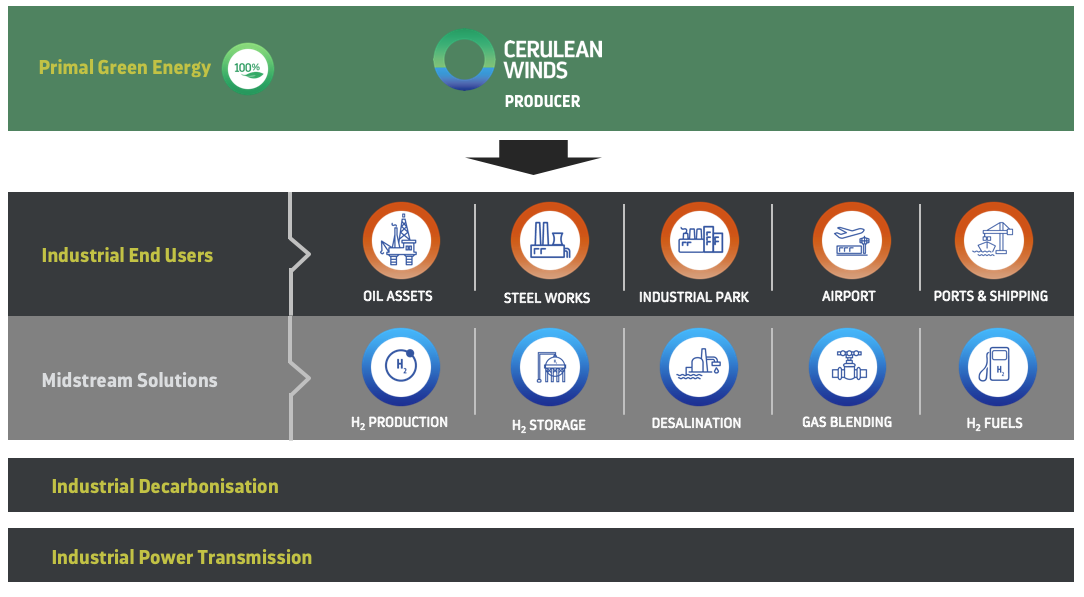 Primal Green Energy
100%
CERULEAN
WINDS
PRODUCER
Industrial End Users
OIL ASSETS
STEEL WORKS
INDUSTRIAL PARK
AIRPORT
PORTS & SHIPPING
Midstream Solutions
H₂
H₂
H₂ PRODUCTION
H₂ STORAGE
DESALINATION
GAS BLENDING
H₂ FUELS
Industrial Decarbonisation
Industrial Power Transmission